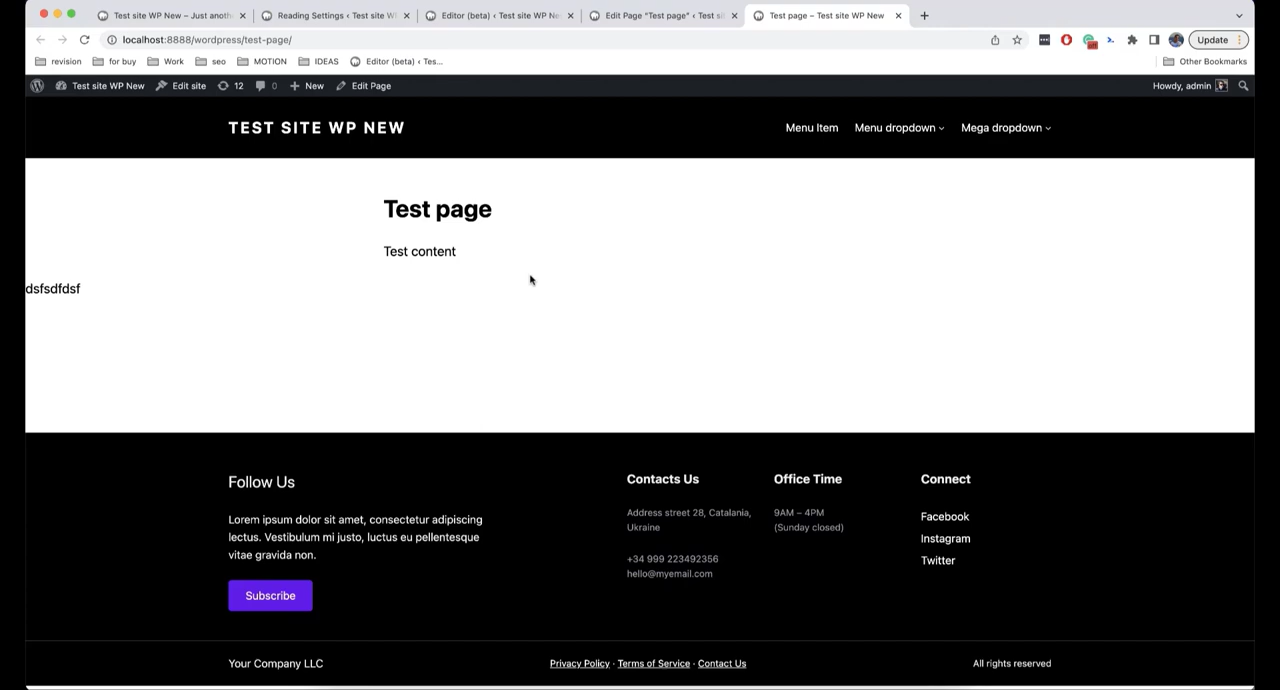 Test site WP New – Just anoth
Reading Settings ‹ Test site W
Editor (beta) ‹ Test site WP Ne
Edit Page "Test page" ‹ Test si
Test page – Test site WP New
localhost:8888/wordpress/test-page/
off
Update
revision
for buy
Work
seo
MOTION
IDEAS
Editor (beta) ‹ Tes...
Other Bookmarks
Test site WP New
Edit site
12
0
New
Edit Page
Howdy, admin
TEST SITE WP NEW
Menu Item
Menu dropdown
Mega dropdown
Test page
Test content
dsfsdfdsf
Follow Us
Lorem ipsum dolor sit amet, consectetur adipiscing
lectus. Vestibulum mi justo, luctus eu pellentesque
vitae gravida non.
Subscribe
Contacts Us
Address street 28, Catalania,
Ukraine
+34 999 223492356
hello@myemail.com
Office Time
9AM – 4PM
(Sunday closed)
Connect
Facebook
Instagram
Twitter
Your Company LLC
Privacy Policy · Terms of Service · Contact Us
All rights reserved